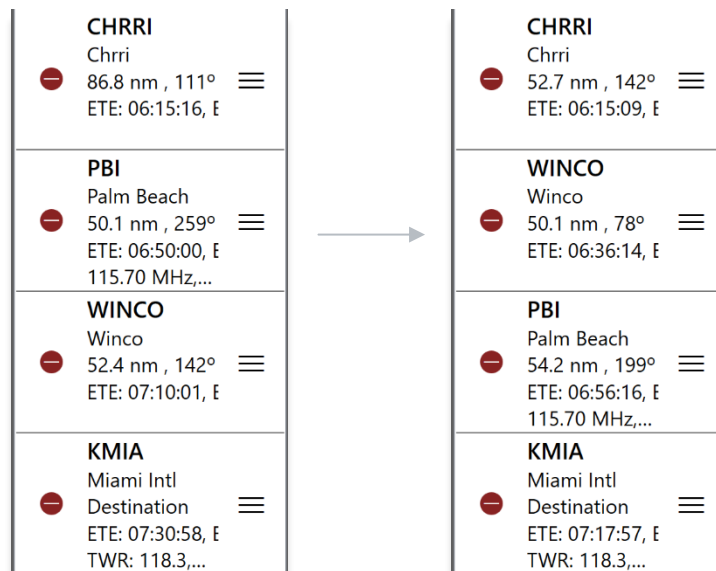 CHRRI
Chrri
86.8 nm , 111º
ETE: 06:15:16, E
PBI
Palm Beach
50.1 nm , 259º
ETE: 06:50:00, E
115.70 MHz,...
WINCO
Winco
52.4 nm , 142º
ETE: 07:10:01, E
KMIA
Miami Intl
Destination
ETE: 07:30:58, E
TWR: 118.3,...
CHRRI
Chrri
52.7 nm , 142º
ETE: 06:15:09, E
WINCO
Winco
50.1 nm , 78º
ETE: 06:36:14, E
PBI
Palm Beach
54.2 nm , 199º
ETE: 06:56:16, E
115.70 MHz,...
KMIA
Miami Intl
Destination
ETE: 07:17:57, E
TWR: 118.3,...